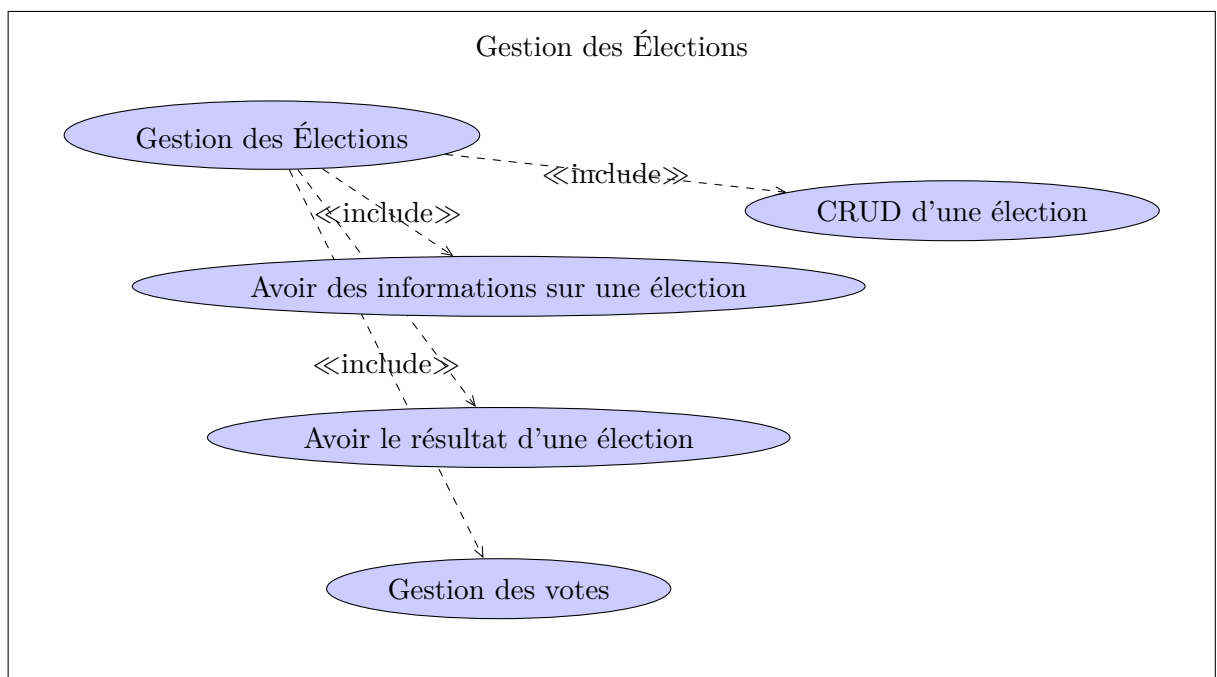 Gestion des Élections
Gestion des Élections
≪include≫
CRUD d'une élection
≪include≫
Avoir des informations sur une élection
≪include≫
Avoir le résultat d'une élection
Gestion des votes